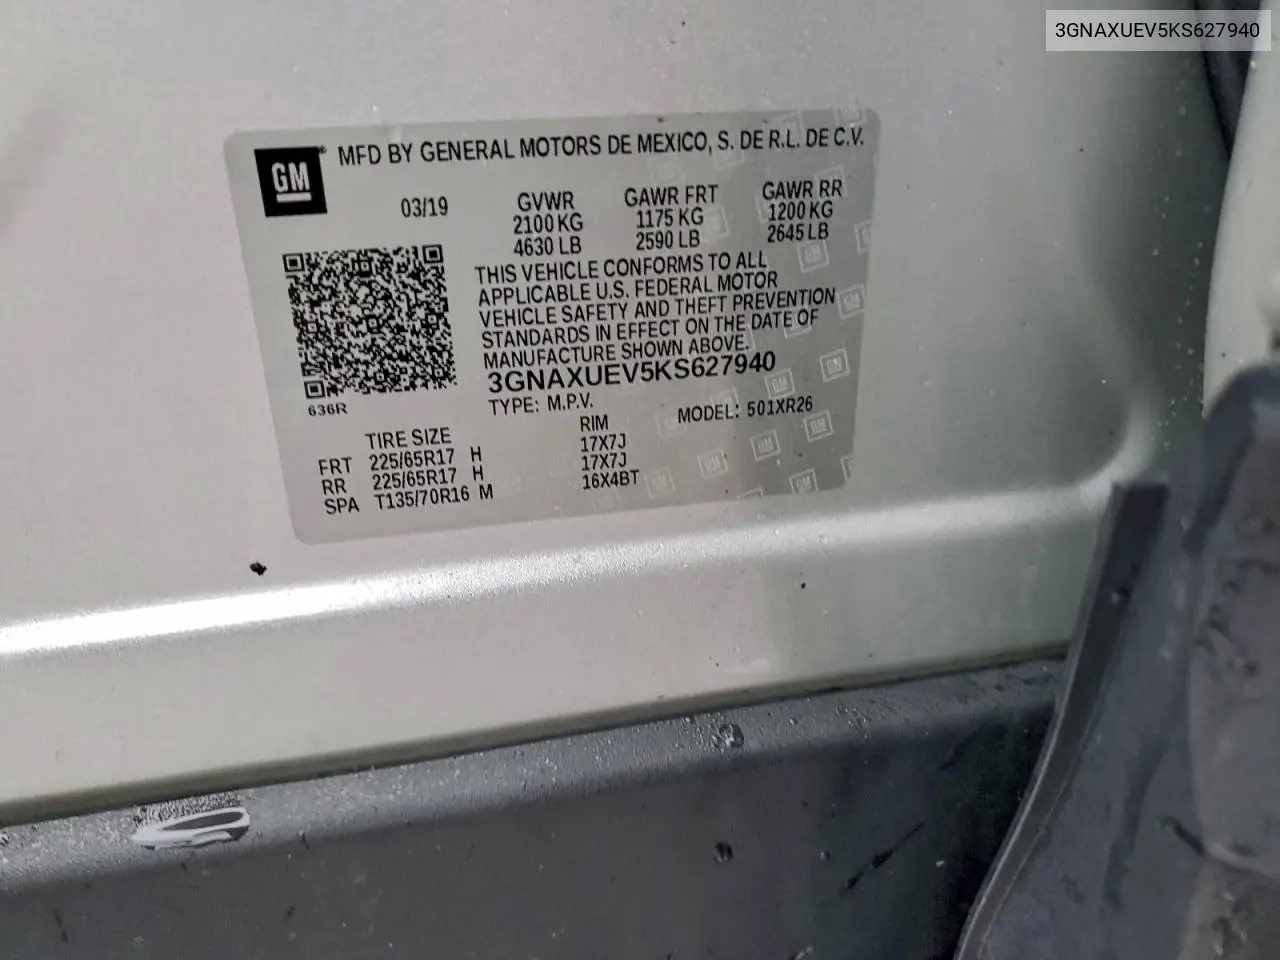 3GNAXUEV5KS627940
GM® MFD BY GENERAL MOTORS DE MEXICO, S. DE R.L. DE C.V.
03/19 GVWR GAWR FRT GAWR RR
2100 KG 1175 KG 1200 KG
4630 LB 2590 LB 2645 LB
THIS VEHICLE CONFORMS TO ALL
APPLICABLE U.S. FEDERAL MOTOR
VEHICLE SAFETY AND THEFT PREVENTION
STANDARDS IN EFFECT ON THE DATE OF
MANUFACTURE SHOWN ABOVE.
3GNAXUEV5KS627940
636R
TYPE: M.P.V. MODEL: 501XR26
TIRE SIZE RIM
FRT 225/65R17 H 17X7J
RR 225/65R17 H 17X7J
SPA T135/70R16 M 16X4BT